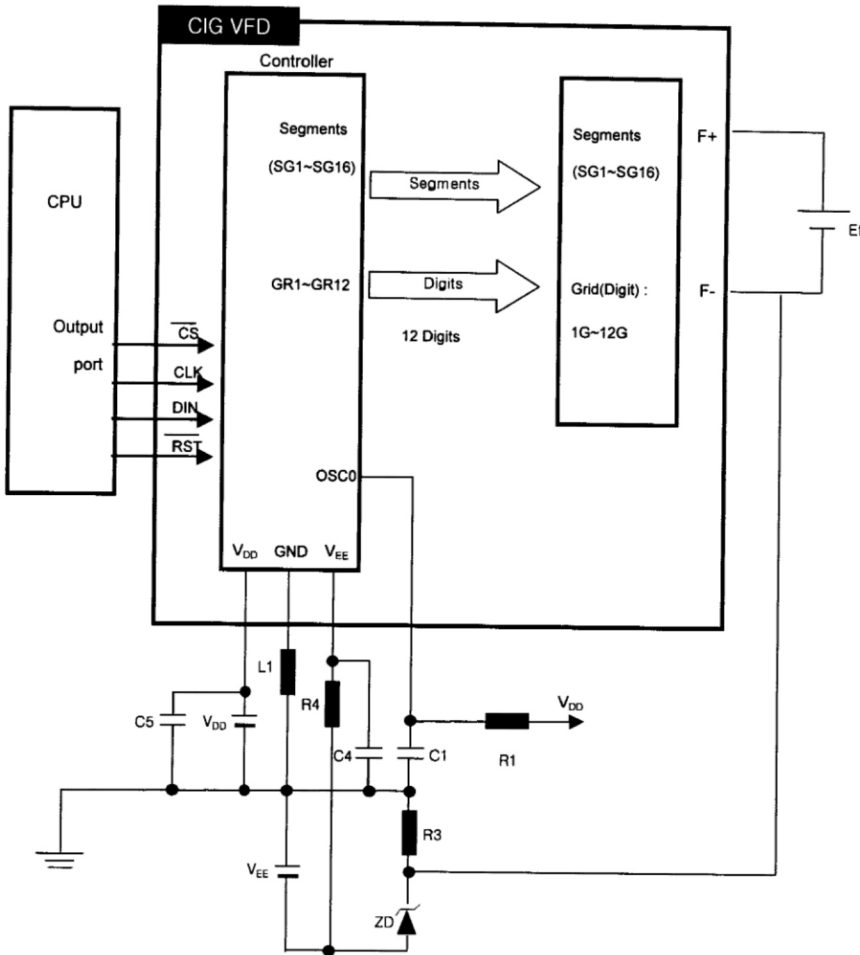 CIG VFD
Controller
Segments
(SG1~SG16)
Segments
Segments
(SG1~SG16)
F+
CPU
GR1~GR12
Digits
Grid(Digit) :
F-
12 Digits
1G~12G
Output
port
CS
CLK
DIN
RST
OSC0
VDD
GND
VEE
L1
R4
VDD
C5
VDD
C4
C1
R1
R3
VEE
ZD